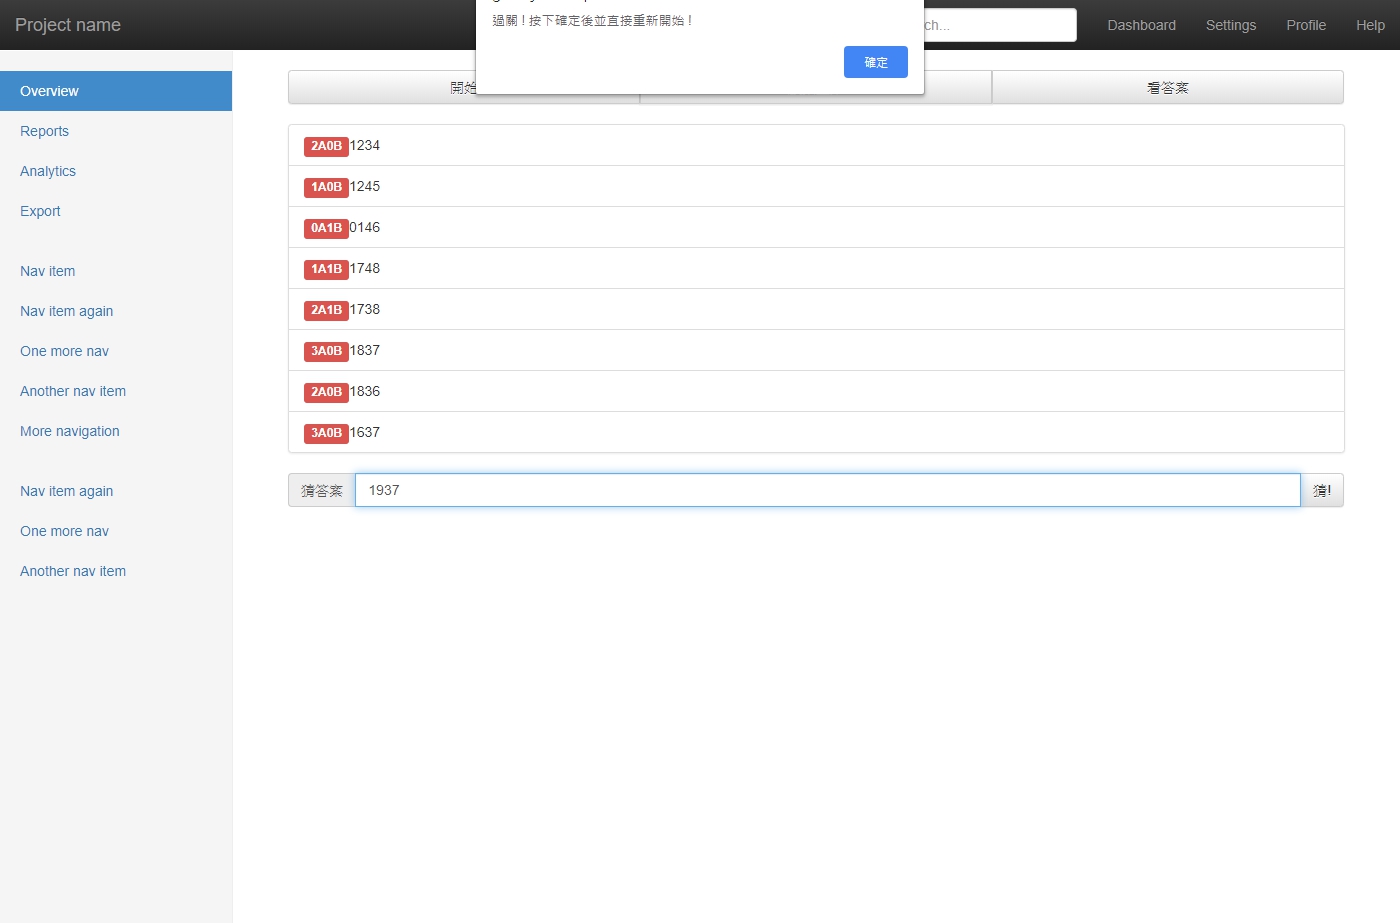 Project name
過關 ! 按下確定後並直接重新開始 !
確定
ch...
Dashboard
Settings
Profile
Help
Overview
Reports
Analytics
Export
Nav item
Nav item again
One more nav
Another nav item
More navigation
Nav item again
One more nav
Another nav item
開始
看答案
2A0B 1234
1A0B 1245
0A1B 0146
1A1B 1748
2A1B 1738
3A0B 1837
2A0B 1836
3A0B 1637
猜答案
1937
猜!